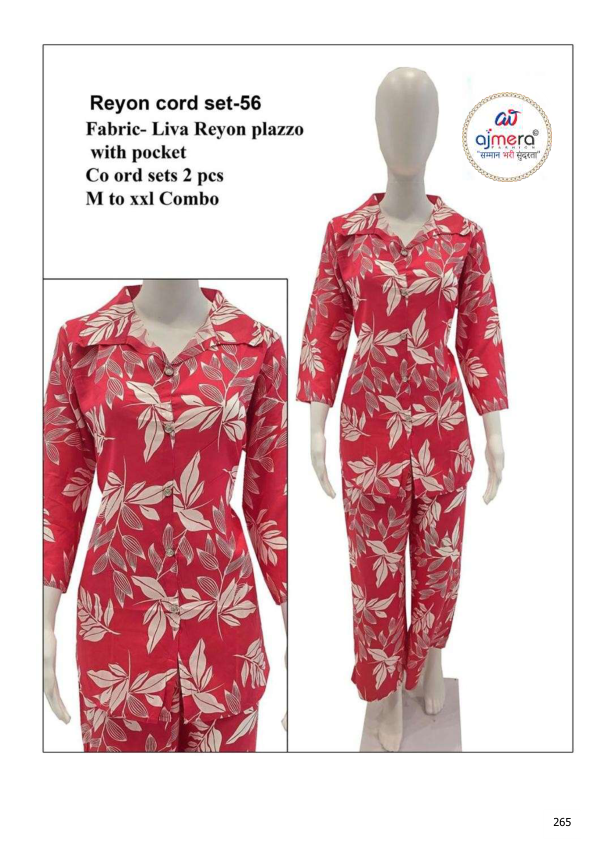 Reyon cord set-56
Fabric- Liva Reyon plazzo
with pocket
Co ord sets 2 pcs
M to xxl Combo
ajmera©
FASHION
"सम्मान भरी सुंदरता"
265